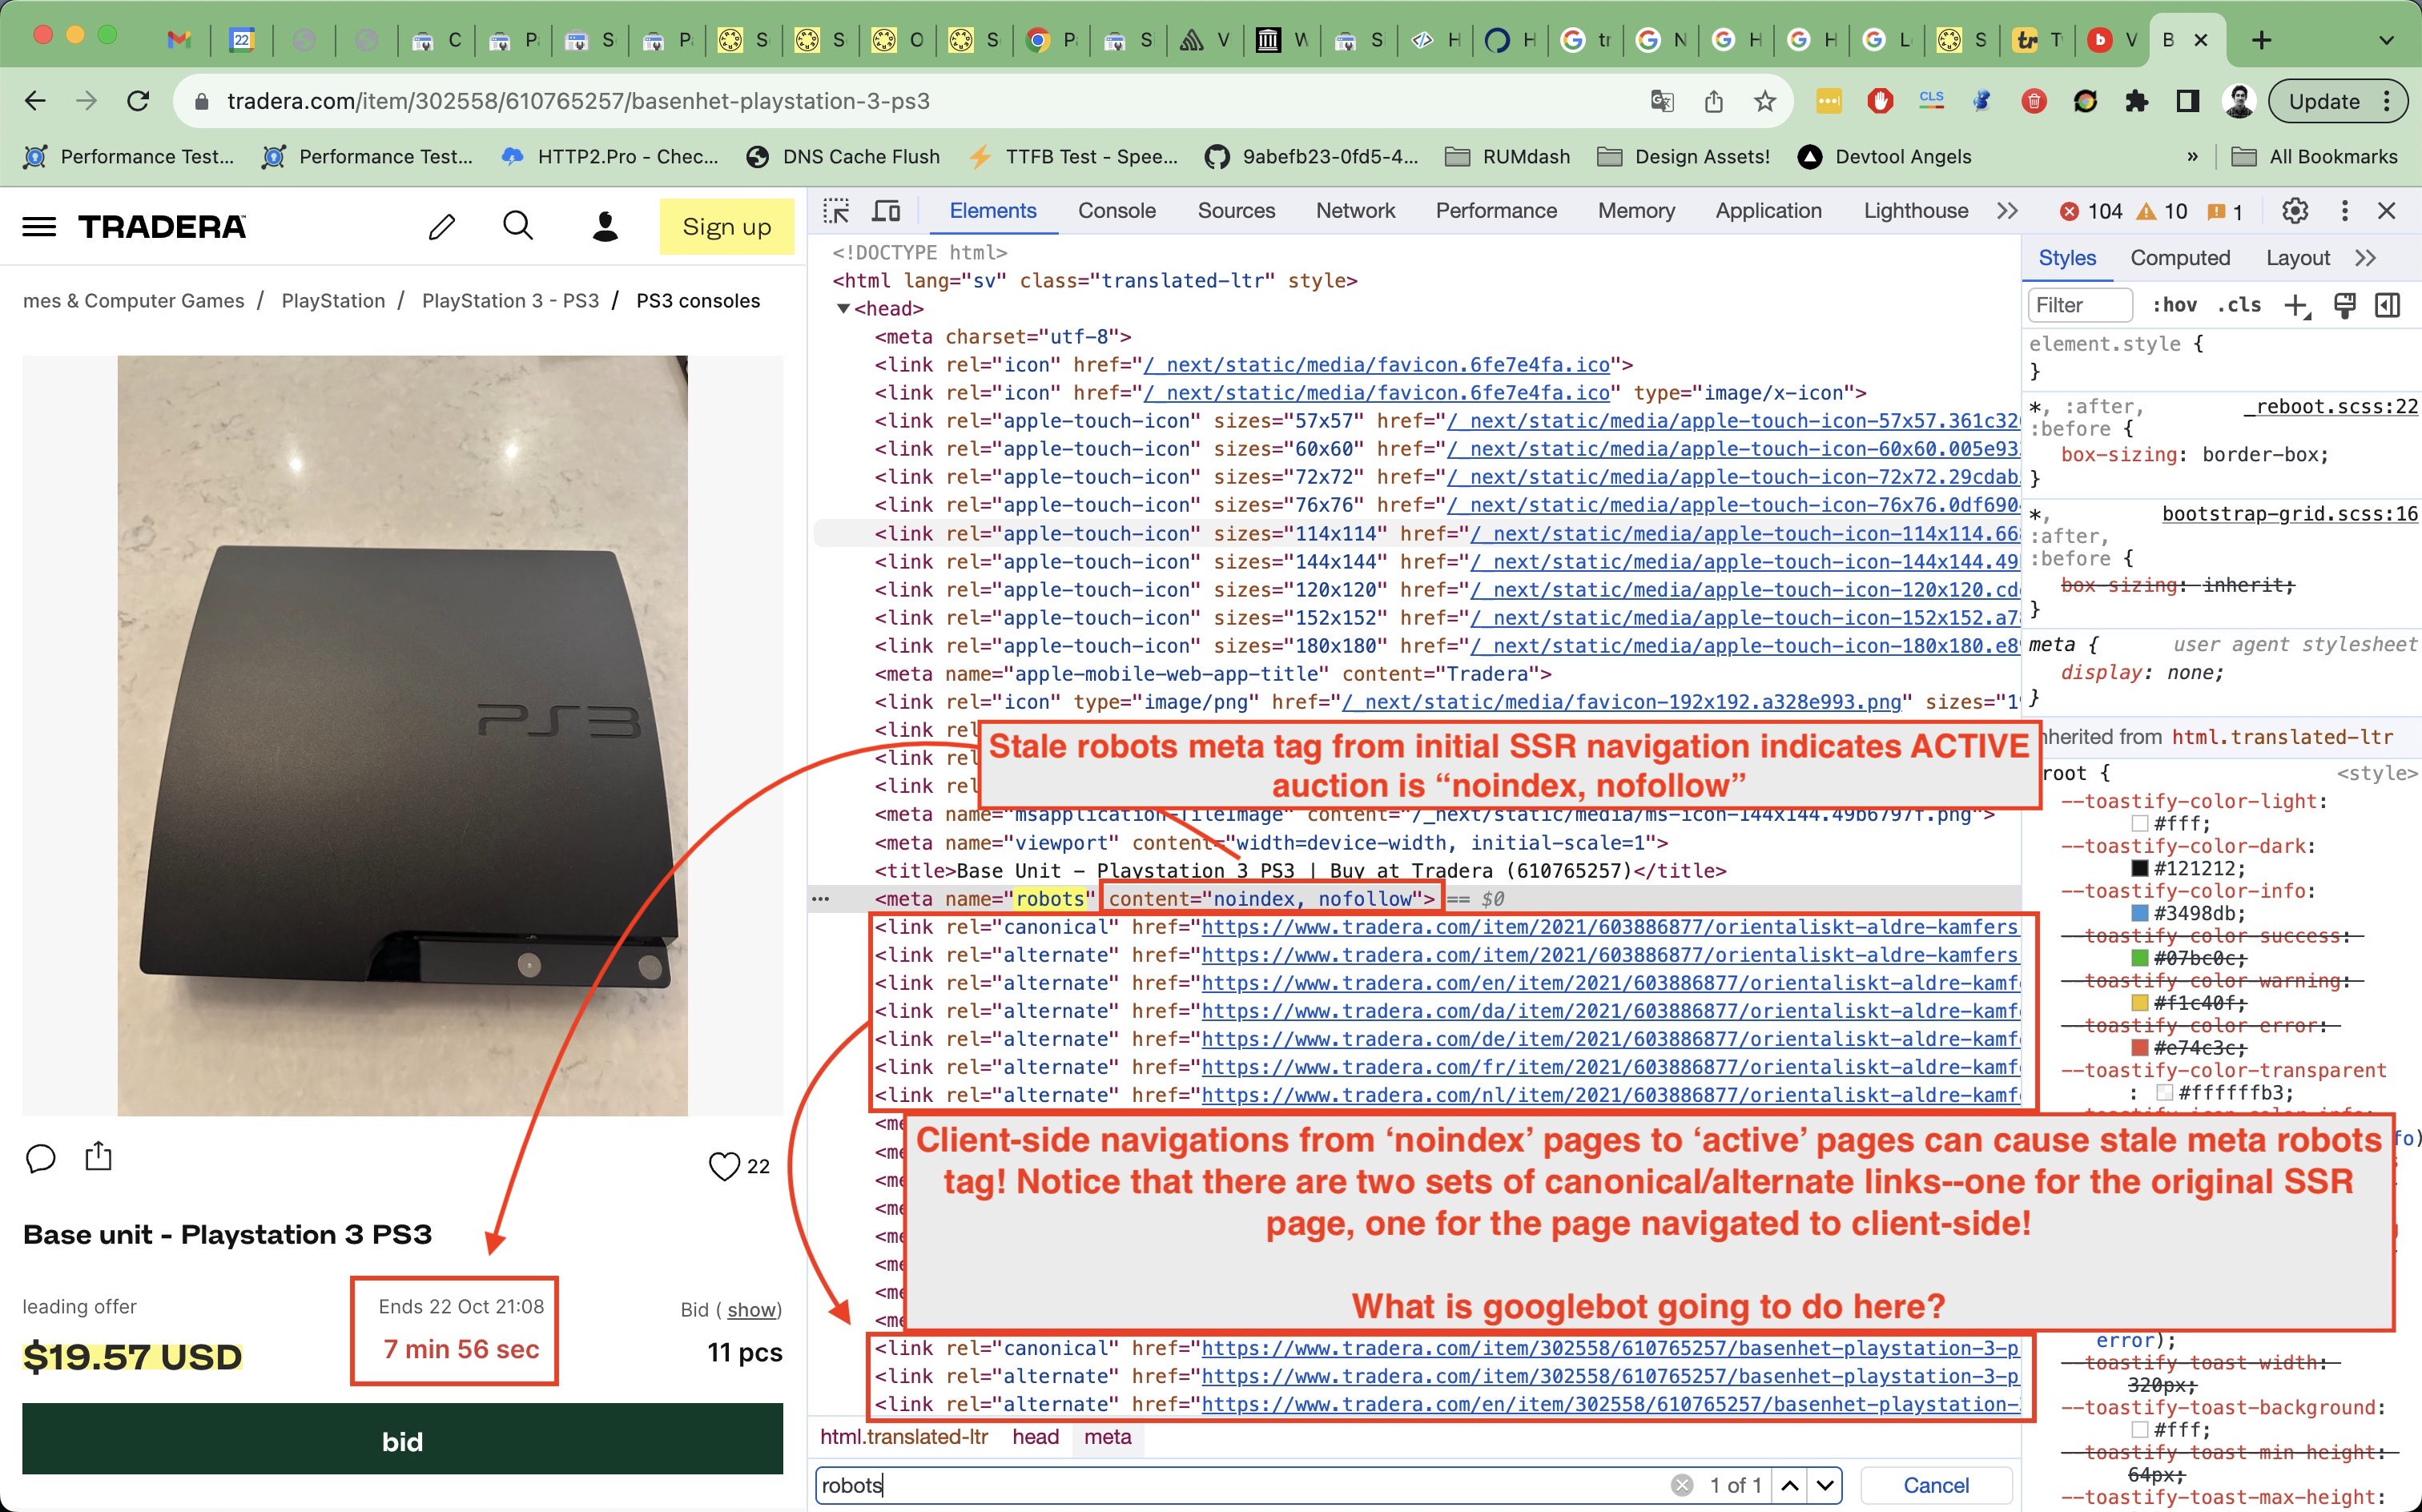 22
C
P
S
P
S
S
O
S
P
S
V
W
S
H
H
tr
N
H
H
L
S
tr
T
b
V
B
tradera.com/item/302558/610765257/basenhet-playstation-3-ps3
CLS
Update
Performance Test...
Performance Test...
HTTP2.Pro - Chec...
DNS Cache Flush
TTFB Test - Spee...
9abefb23-0fd5-4...
RUMdash
Design Assets!
Devtool Angels
»
All Bookmarks
TRADERA
Sign up
mes & Computer Games / PlayStation / PlayStation 3 - PS3 / PS3 consoles
PS3
22
Base unit - Playstation 3 PS3
leading offer
Ends 22 Oct 21:08
Bid ( show)
$19.57 USD
7 min 56 sec
11 pcs
bid
Elements Console Sources Network Performance Memory Application Lighthouse
104 10 1
<!DOCTYPE html>
<html lang="sv" class="translated-ltr" style>
▼<head>
<meta charset="utf-8">
<link rel="icon" href="/_next/static/media/favicon.6fe7e4fa.ico">
<link rel="icon" href="/_next/static/media/favicon.6fe7e4fa.ico" type="image/x-icon">
<link rel="apple-touch-icon" sizes="57x57" href="/_next/static/media/apple-touch-icon-57x57.361c32
<link rel="apple-touch-icon" sizes="60x60" href="/_next/static/media/apple-touch-icon-60x60.005e93
<link rel="apple-touch-icon" sizes="72x72" href="/_next/static/media/apple-touch-icon-72x72.29cdab
<link rel="apple-touch-icon" sizes="76x76" href="/_next/static/media/apple-touch-icon-76x76.0df690
<link rel="apple-touch-icon" sizes="114x114" href="/_next/static/media/apple-touch-icon-114x114.66
<link rel="apple-touch-icon" sizes="144x144" href="/_next/static/media/apple-touch-icon-144x144.49
<link rel="apple-touch-icon" sizes="120x120" href="/_next/static/media/apple-touch-icon-120x120.cd
<link rel="apple-touch-icon" sizes="152x152" href="/_next/static/media/apple-touch-icon-152x152.a7
<link rel="apple-touch-icon" sizes="180x180" href="/_next/static/media/apple-touch-icon-180x180.e8
<meta name="apple-mobile-web-app-title" content="Tradera">
<link rel="icon" type="image/png" href="/_next/static/media/favicon-192x192.a328e993.png" sizes="19
<link rel
<link rel
<link rel
Stale robots meta tag from initial SSR navigation indicates ACTIVE
auction is “noindex, nofollow”
<meta name="msapplication-TileImage" content="/_next/static/media/ms-icon-144x144.49b6797f.png">
<meta name="viewport" content="width=device-width, initial-scale=1">
<title>Base Unit – Playstation 3 PS3 | Buy at Tradera (610765257)</title>
<meta name="robots" content="noindex, nofollow"> == $0
<link rel="canonical" href="https://www.tradera.com/item/2021/603886877/orientaliskt-aldre-kamfers
<link rel="alternate" href="https://www.tradera.com/item/2021/603886877/orientaliskt-aldre-kamfers
<link rel="alternate" href="https://www.tradera.com/en/item/2021/603886877/orientaliskt-aldre-kamf
<link rel="alternate" href="https://www.tradera.com/da/item/2021/603886877/orientaliskt-aldre-kamf
<link rel="alternate" href="https://www.tradera.com/de/item/2021/603886877/orientaliskt-aldre-kamf
<link rel="alternate" href="https://www.tradera.com/fr/item/2021/603886877/orientaliskt-aldre-kamf
<link rel="alternate" href="https://www.tradera.com/nl/item/2021/603886877/orientaliskt-aldre-kamf
<me
<me
<me
<me
<me
<me
<me
<me
Client-side navigations from ‘noindex’ pages to ‘active’ pages can cause stale meta robots
tag! Notice that there are two sets of canonical/alternate links--one for the original SSR
page, one for the page navigated to client-side!
What is googlebot going to do here?
<link rel="canonical" href="https://www.tradera.com/item/302558/610765257/basenhet-playstation-3-p
<link rel="alternate" href="https://www.tradera.com/item/302558/610765257/basenhet-playstation-3-p
<link rel="alternate" href="https://www.tradera.com/en/item/302558/610765257/basenhet-playstation-
html.translated-ltr head meta
robots
1 of 1
Cancel
Styles Computed Layout
Filter
:hov .cls
element.style {
}
*, :after, _reboot.scss:22
:before {
box-sizing: border-box;
}
*, bootstrap-grid.scss:16
:after,
:before {
box-sizing: inherit;
}
meta { user agent stylesheet
display: none;
}
nherited from html.translated-ltr
root { <style>
--toastify-color-light:
#fff;
--toastify-color-dark:
#121212;
--toastify-color-info:
#3498db;
--toastify-color-success:
#07bc0c;
--toastify-color-warning:
#f1c40f;
--toastify-color-error:
#e74c3c;
--toastify-color-transparent
: #ffffffb3;
fo)
error);
--toastify-toast-width:
320px;
--toastify-toast-background:
#fff;
--toastify-toast-min-height:
64px;
--toastify-toast-max-height: